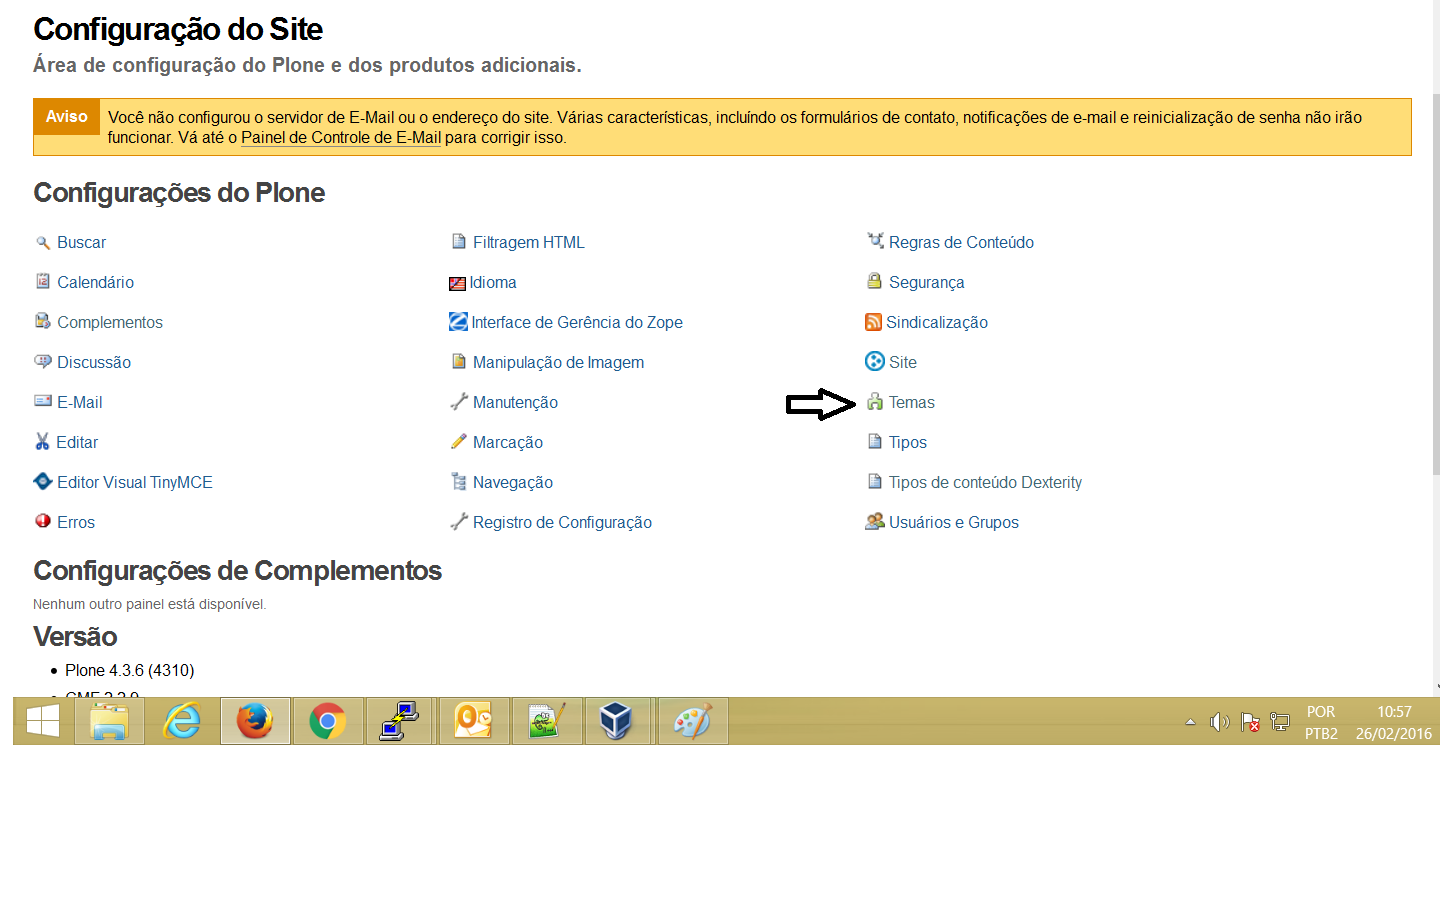 Configuração do Site
Área de configuração do Plone e dos produtos adicionais.
Aviso
Você não configurou o servidor de E-Mail ou o endereço do site. Várias características, incluíndo os formulários de contato, notificações de e-mail e reinicialização de senha não irão
funcionar. Vá até o Painel de Controle de E-Mail para corrigir isso.
Configurações do Plone
Buscar
Calendário
Complementos
Discussão
E-Mail
Editar
Editor Visual TinyMCE
Erros
Filtragem HTML
Idioma
Interface de Gerência do Zope
Manipulação de Imagem
Manutenção
Marcação
Navegação
Registro de Configuração
Regras de Conteúdo
Segurança
Sindicalização
Site
Temas
Tipos
Tipos de conteúdo Dexterity
Usuários e Grupos
Configurações de Complementos
Nenhum outro painel está disponível.
Versão
Plone 4.3.6 (4310)
CMF 2.2.9
POR
PTB2
10:57
26/02/2016